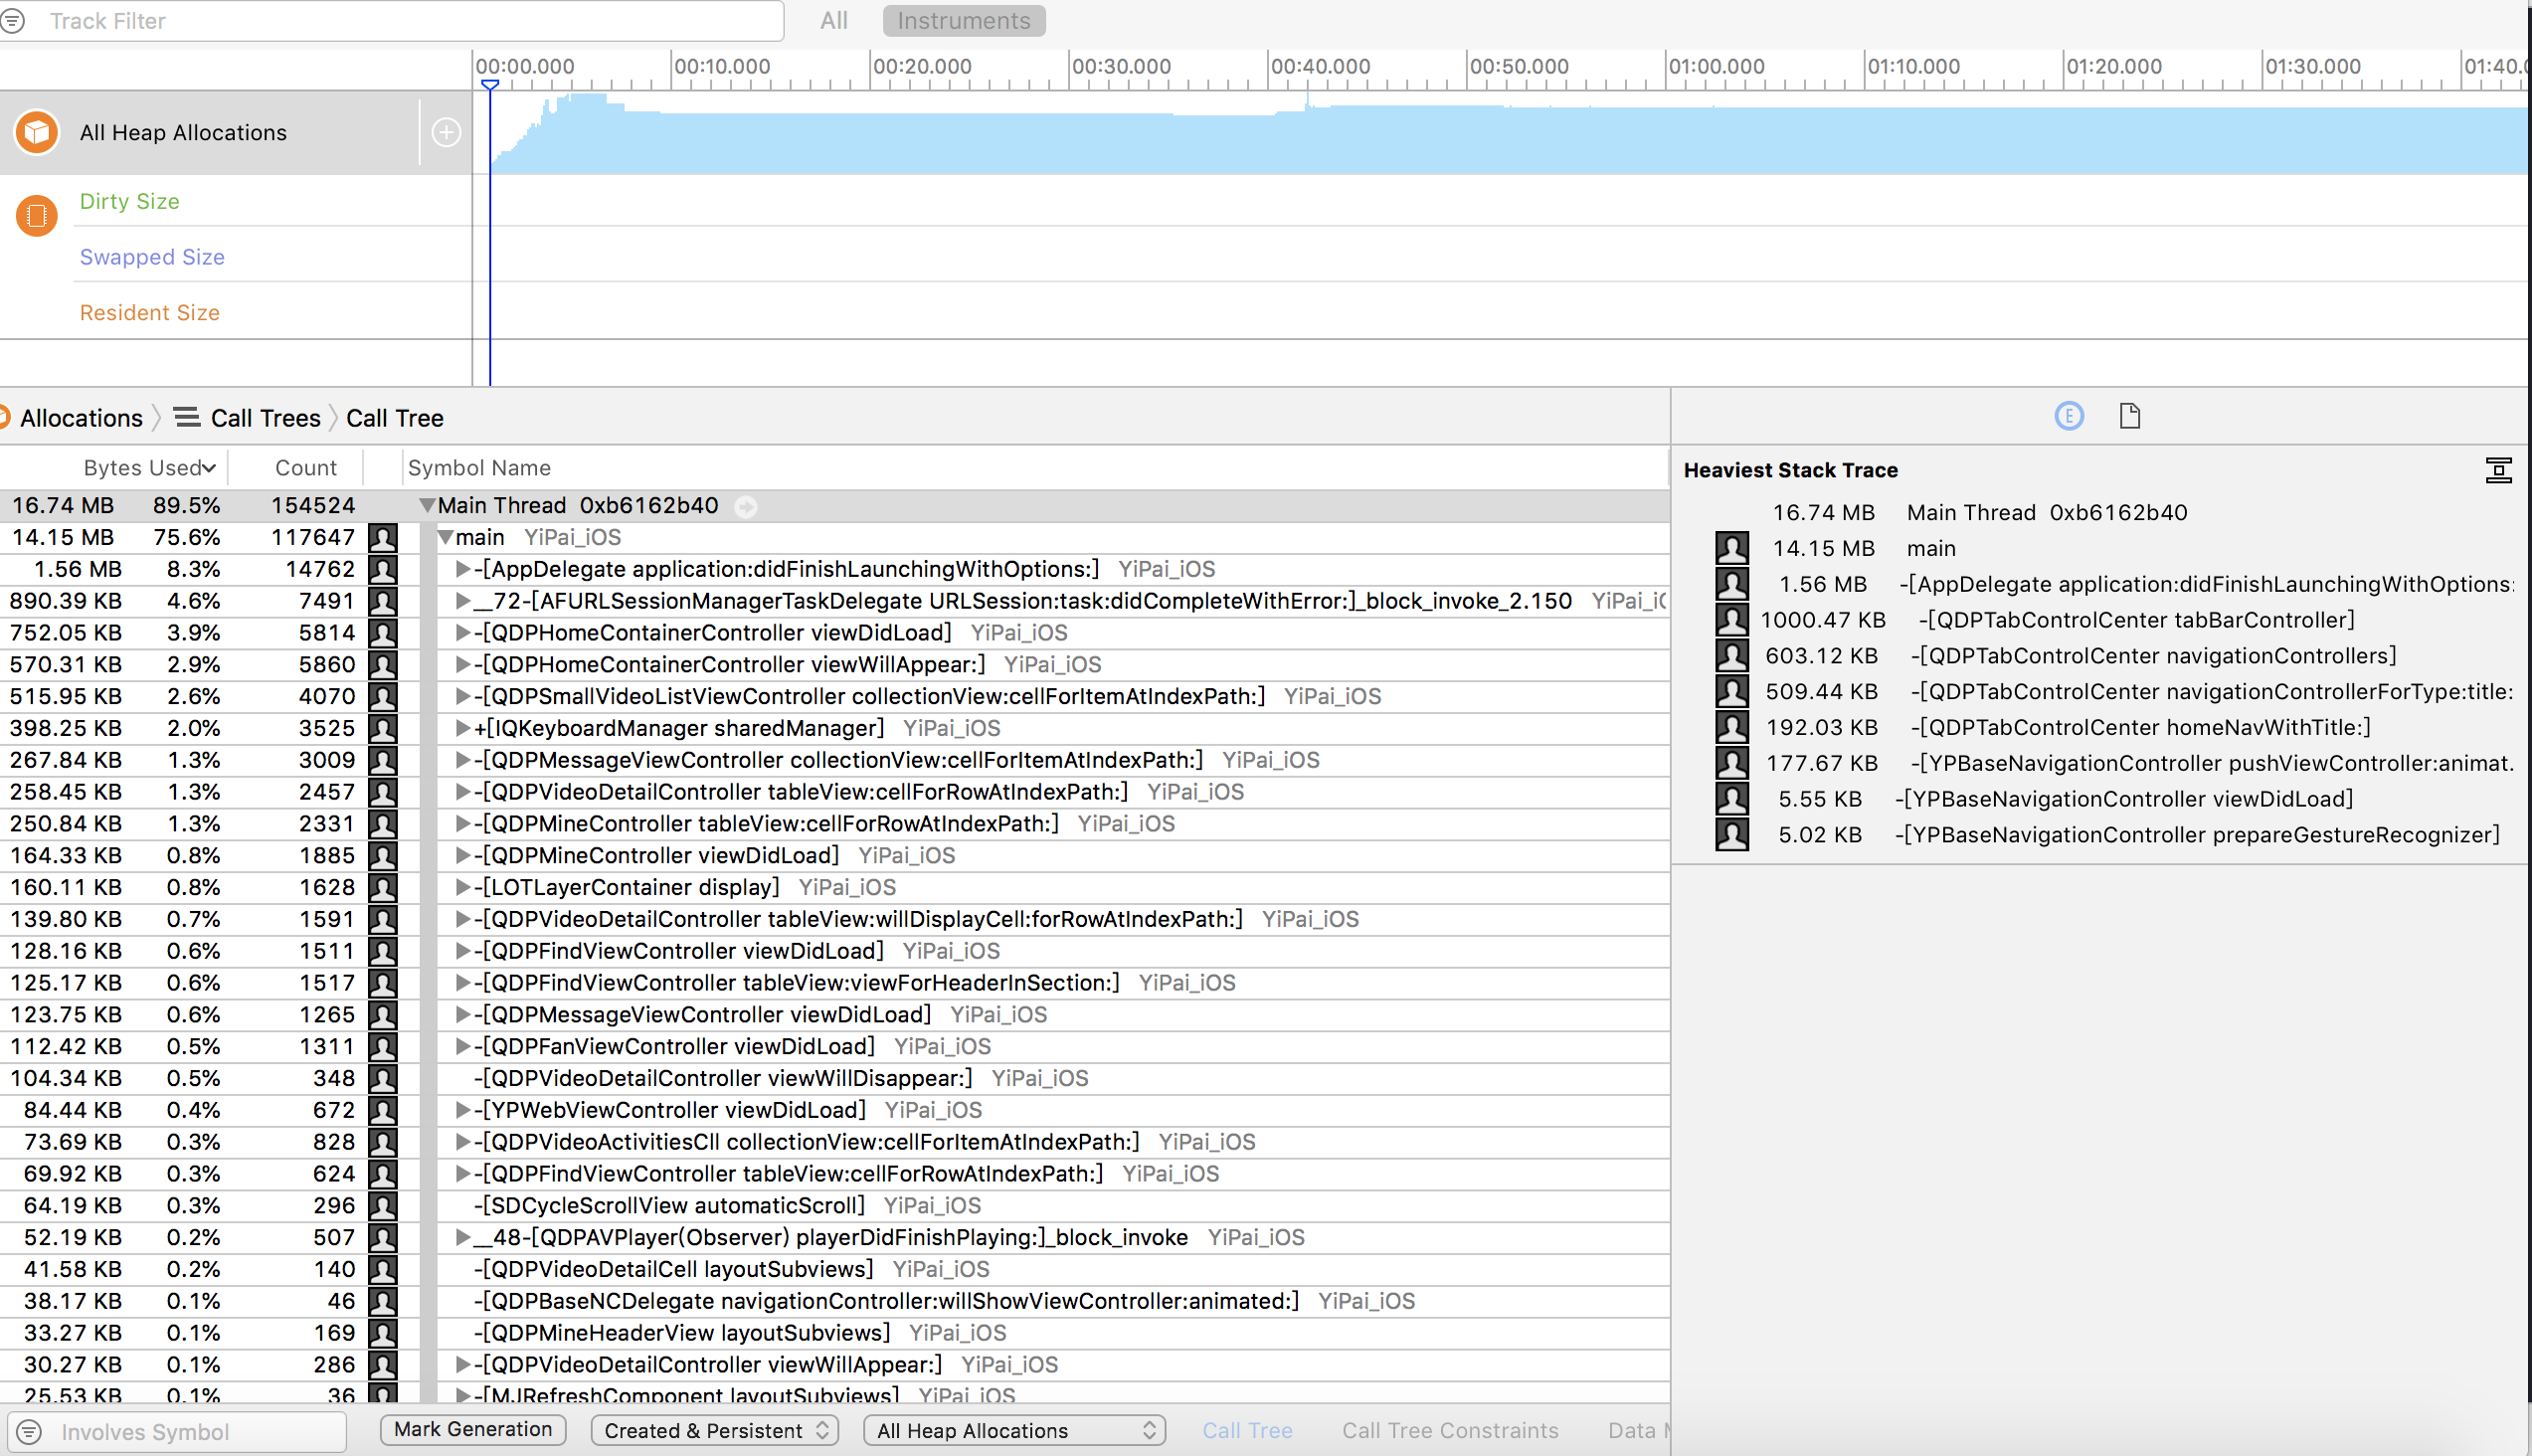 Track Filter All Instruments
00:00.000 00:10.000 00:20.000 00:30.000 00:40.000 00:50.000 01:00.000 01:10.000 01:20.000 01:30.000 01:40.0
All Heap Allocations
Dirty Size
Swapped Size
Resident Size
Allocations Call Trees Call Tree
Bytes Used Count Symbol Name
16.74 MB 89.5% 154524 Main Thread 0xb6162b40
14.15 MB 75.6% 117647 main YiPai_iOS
1.56 MB 8.3% 14762 -[AppDelegate application:didFinishLaunchingWithOptions:] YiPai_iOS
890.39 KB 4.6% 7491 __72-[AFURLSessionManagerTaskDelegate URLSession:task:didCompleteWithError:]_block_invoke_2.150 YiPai_i
752.05 KB 3.9% 5814 -[QDPHomeContainerController viewDidLoad] YiPai_iOS
570.31 KB 2.9% 5860 -[QDPHomeContainerController viewWillAppear:] YiPai_iOS
515.95 KB 2.6% 4070 -[QDPSmallVideoListViewController collectionView:cellForItemAtIndexPath:] YiPai_iOS
398.25 KB 2.0% 3525 +[IQKeyboardManager sharedManager] YiPai_iOS
267.84 KB 1.3% 3009 -[QDPMessageViewController collectionView:cellForItemAtIndexPath:] YiPai_iOS
258.45 KB 1.3% 2457 -[QDPVideoDetailController tableView:cellForRowAtIndexPath:] YiPai_iOS
250.84 KB 1.3% 2331 -[QDPMineController tableView:cellForRowAtIndexPath:] YiPai_iOS
164.33 KB 0.8% 1885 -[QDPMineController viewDidLoad] YiPai_iOS
160.11 KB 0.8% 1628 -[LOTLayerContainer display] YiPai_iOS
139.80 KB 0.7% 1591 -[QDPVideoDetailController tableView:willDisplayCell:forRowAtIndexPath:] YiPai_iOS
128.16 KB 0.6% 1511 -[QDPFindViewController viewDidLoad] YiPai_iOS
125.17 KB 0.6% 1517 -[QDPFindViewController tableView:viewForHeaderInSection:] YiPai_iOS
123.75 KB 0.6% 1265 -[QDPMessageViewController viewDidLoad] YiPai_iOS
112.42 KB 0.5% 1311 -[QDPFanViewController viewDidLoad] YiPai_iOS
104.34 KB 0.5% 348 -[QDPVideoDetailController viewWillDisappear:] YiPai_iOS
84.44 KB 0.4% 672 -[YPWebViewController viewDidLoad] YiPai_iOS
73.69 KB 0.3% 828 -[QDPVideoActivitiesCll collectionView:cellForItemAtIndexPath:] YiPai_iOS
69.92 KB 0.3% 624 -[QDPFindViewController tableView:cellForRowAtIndexPath:] YiPai_iOS
64.19 KB 0.3% 296 -[SDCycleScrollView automaticScroll] YiPai_iOS
52.19 KB 0.2% 507 __48-[QDPAVPlayer(Observer) playerDidFinishPlaying:]_block_invoke YiPai_iOS
41.58 KB 0.2% 140 -[QDPVideoDetailCell layoutSubviews] YiPai_iOS
38.17 KB 0.1% 46 -[QDPBaseNCDelegate navigationController:willShowViewController:animated:] YiPai_iOS
33.27 KB 0.1% 169 -[QDPMineHeaderView layoutSubviews] YiPai_iOS
30.27 KB 0.1% 286 -[QDPVideoDetailController viewWillAppear:] YiPai_iOS
25.53 KB 0.1% 36 -[MJRefreshComponent layoutSubviews] YiPai_iOS
Involves Symbol Mark Generation Created & Persistent All Heap Allocations Call Tree Call Tree Constraints Data
E
Heaviest Stack Trace
16.74 MB Main Thread 0xb6162b40
14.15 MB main
1.56 MB -[AppDelegate application:didFinishLaunchingWithOptions:
1000.47 KB -[QDPTabControlCenter tabBarController]
603.12 KB -[QDPTabControlCenter navigationControllers]
509.44 KB -[QDPTabControlCenter navigationControllerForType:title:
192.03 KB -[QDPTabControlCenter homeNavWithTitle:]
177.67 KB -[YPBaseNavigationController pushViewController:animat.
5.55 KB -[YPBaseNavigationController viewDidLoad]
5.02 KB -[YPBaseNavigationController prepareGestureRecognizer]